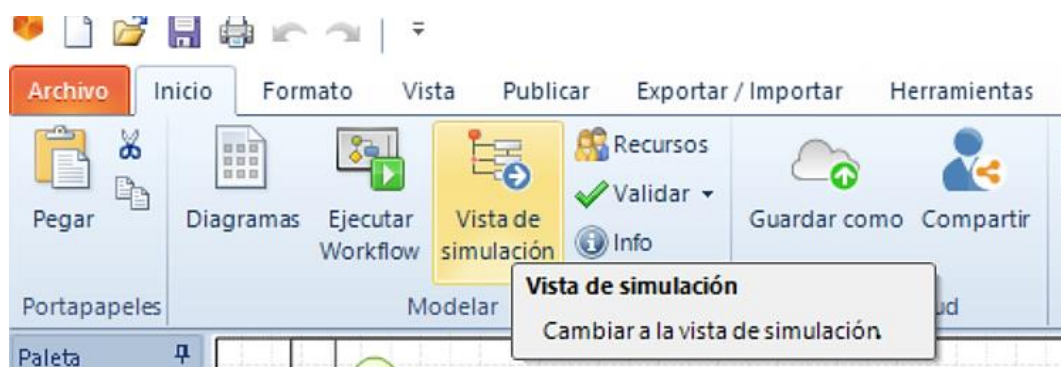 Archivo Inicio Formato Vista Publicar Exportar / Importar Herramientas
Recursos
Validar
Pegar Diagramas Ejecutar Workflow Vista de simulación Info Guardar como Compartir
Portapapeles Modelar ud
Vista de simulación
Cambiar a la vista de simulación.
Paleta